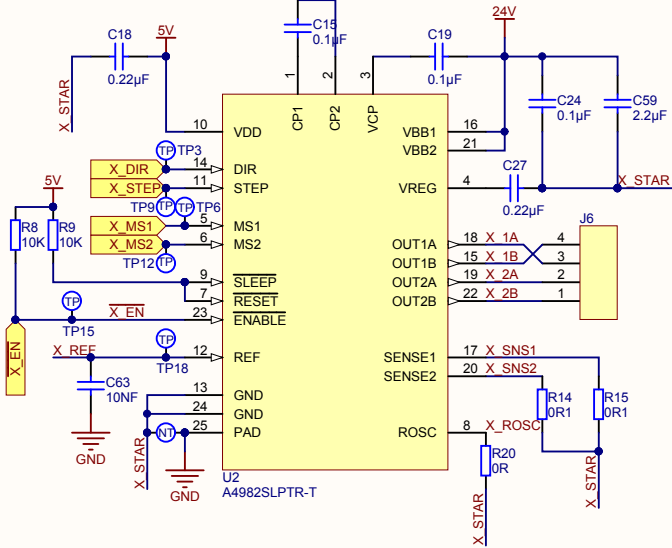 24V
C15
0.1µF
C18
5V
C19
0.22µF
0.1µF
C24
0.1µF
C59
2.2µF
X_STAR
1
2
3
CP1
CP2
VCP
10
VDD
VBB1
16
VBB2
21
TP
TP3
X_DIR
14
DIR
X_STEP
11
STEP
VREG
4
C27
0.22µF
X_STAR
5V
TP9
TP
TP
TP6
R8
10K
R9
10K
X_MS1
5
MS1
X_MS2
6
MS2
TP12
TP
OUT1A
18
X_1A
4
OUT1B
15
X_1B
3
OUT2A
19
X_2A
2
OUT2B
22
X_2B
1
J6
9
SLEEP
7
RESET
TP
TP15
X_EN
23
ENABLE
X_EN
TP
TP18
X_REF
12
REF
C63
10NF
GND
SENSE1
17
X_SNS1
SENSE2
20
X_SNS2
R14
0R1
R15
0R1
13
GND
24
GND
25
PAD
NT
X_STAR
GND
ROSC
8
X_ROSC
R20
0R
X_STAR
X_STAR
U2
A4982SLPTR-T